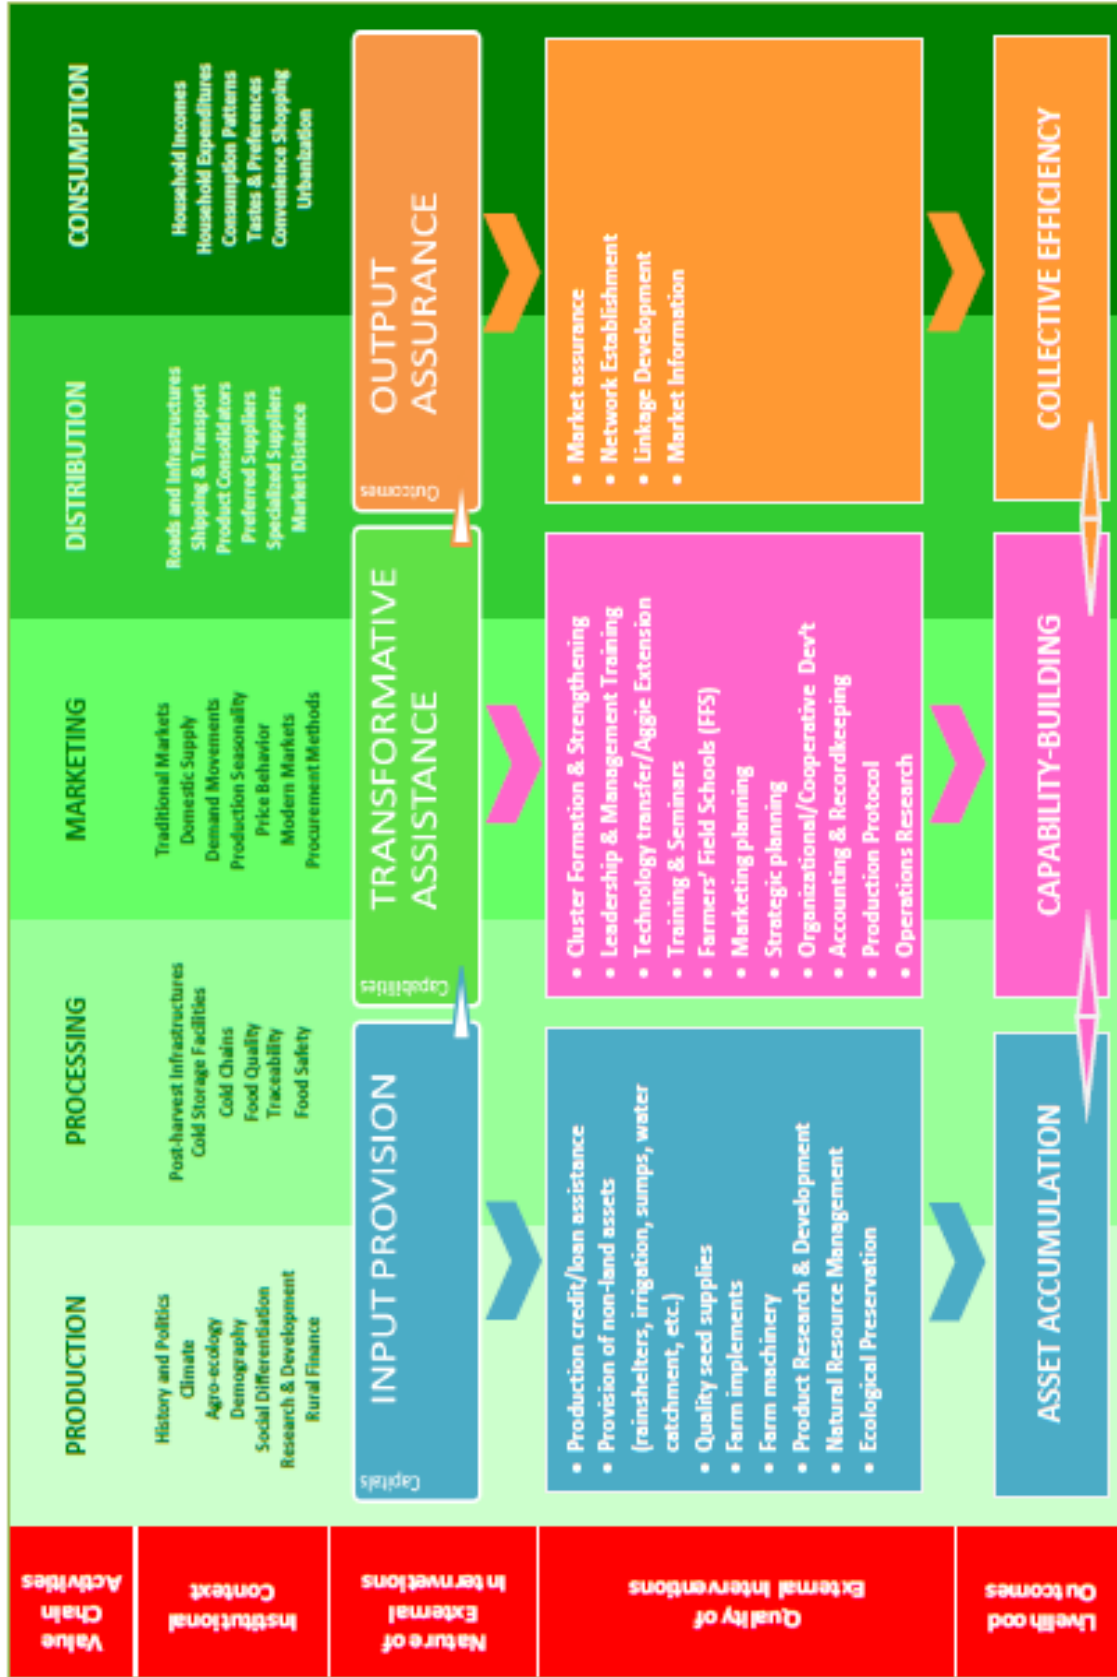 Value
Chain
Activities
PRODUCTION
PROCESSING
MARKETING
DISTRIBUTION
CONSUMPTION
Institutional
Context
History and Politics
Climate
Agro-ecology
Demography
Social Differentiation
Research & Development
Rural Finance
Post-harvest Infrastructures
Cold Storage Facilities
Cold Chains
Food Quality
Traceability
Food Safety
Traditional Markets
Domestic Supply
Demand Movements
Production Seasonality
Price Behavior
Modern Markets
Procurement Methods
Roads and Infrastructures
Shipping & Transport
Product Consolidators
Preferred Suppliers
Specialized Suppliers
Market Distance
Household Incomes
Household Expenditures
Consumption Patterns
Tastes & Preferences
Convenience Shopping
Urbanization
Nature of
External
Internvetions
Capitals
INPUT PROVISION
Capabilities
TRANSFORMATIVE
ASSISTANCE
Outcomes
OUTPUT
ASSURANCE
Quality of
External Interventions
• Production credit/loan assistance
• Provision of non-land assets
(rainshelters, irrigation, sumps, water
catchment, etc.)
• Quality seed supplies
• Farm implements
• Farm machinery
• Product Research & Development
• Natural Resource Management
• Ecological Preservation
• Cluster Formation & Strengthening
• Leadership & Management Training
• Technology transfer/Aggie Extension
• Training & Seminars
• Farmers' Field Schools (FFS)
• Marketing planning
• Strategic planning
• Organizational/Cooperative Dev't
• Accounting & Recordkeeping
• Production Protocol
• Operations Research
• Market assurance
• Network Establishment
• Linkage Development
• Market Information
Livelihood
Outcomes
ASSET ACCUMULATION
CAPABILITY-BUILDING
COLLECTIVE EFFICIENCY